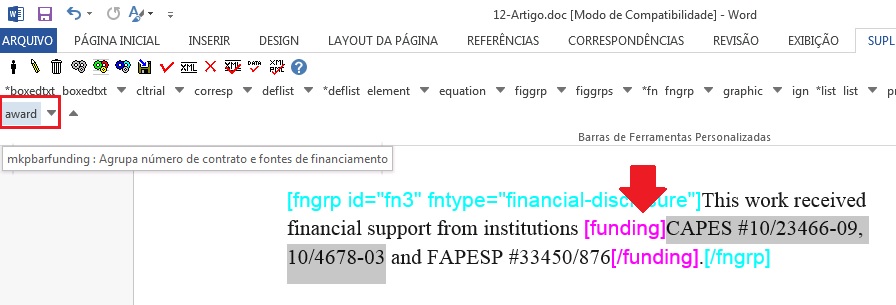 12-Artigo.doc [Modo de Compatibilidade] - Word
ARQUIVO PÁGINA INICIAL INSERIR DESIGN LAYOUT DA PÁGINA REFERÊNCIAS CORRESPONDÊNCIAS REVISÃO EXIBIÇÃO SUPL
*boxedtxt boxedtxt cltrial corresp deflist *deflist element equation figgrp figgrps *fn fngrp graphic ign *list list pr
award
mkpbarfunding : Agrupa número de contrato e fontes de financiamento
Barras de Ferramentas Personalizadas
[fngrp id="fn3" fntype="financial-disclosure"]This work received
financial support from institutions [funding]CAPES #10/23466-09,
10/4678-03 and FAPESP #33450/876[/funding].[/fngrp]